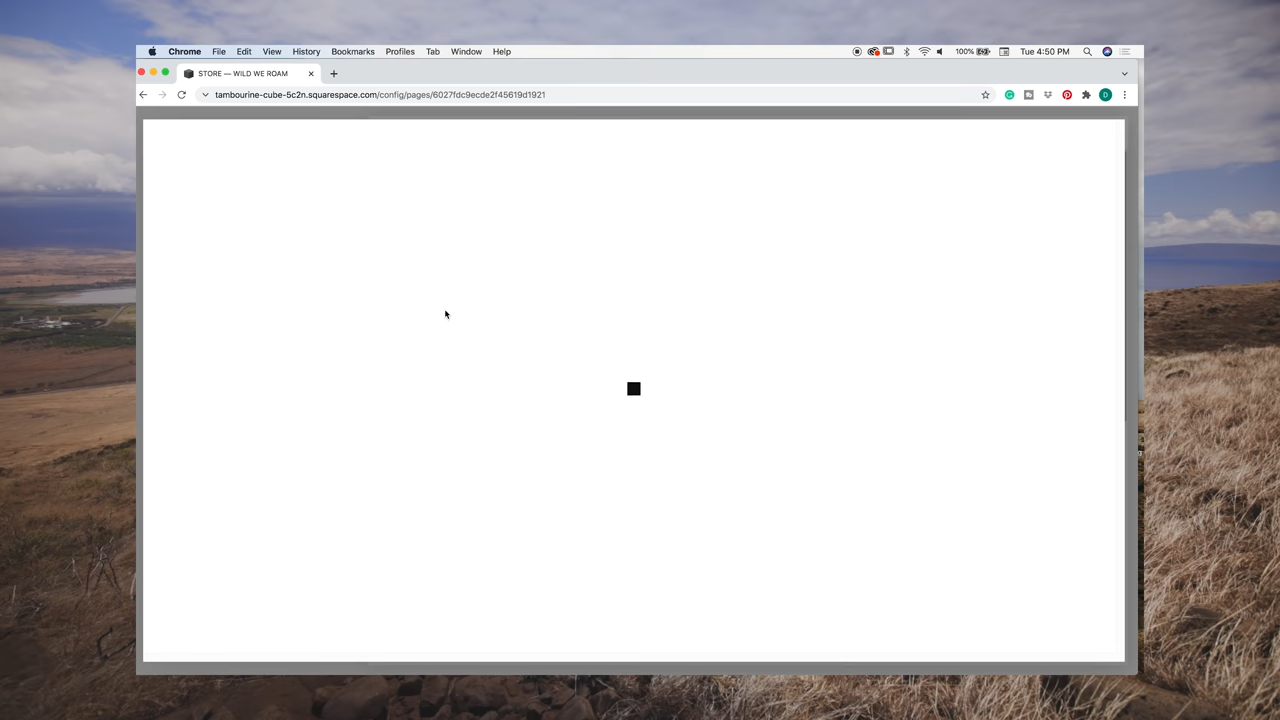 Chrome File Edit View History Bookmarks Profiles Tab Window Help 100% Tue 4:50 PM
STORE — WILD WE ROAM
tambourine-cube-5c2n.squarespace.com/config/pages/6027fdc9ecde2f45619d1921
D